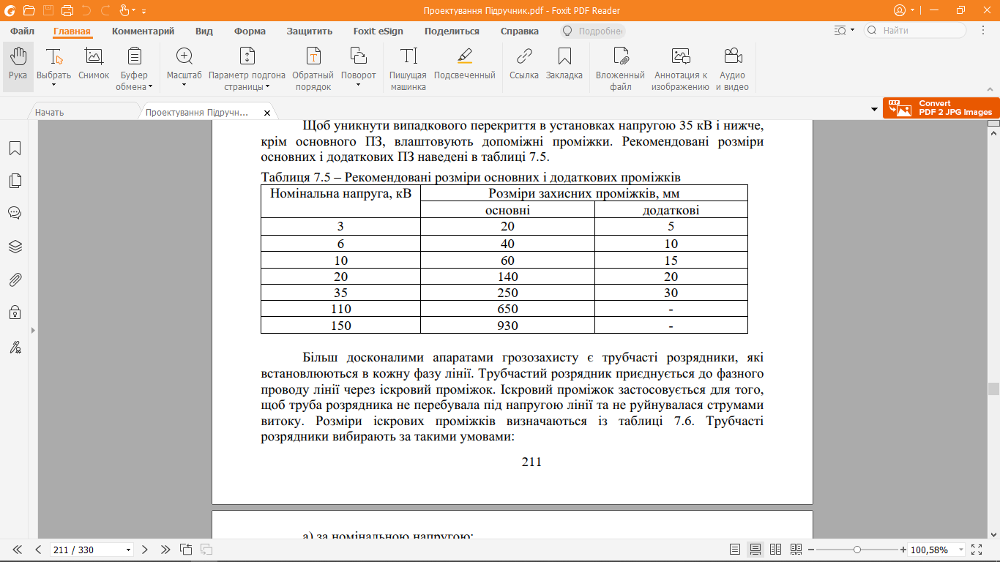 Проектування Підручник.pdf - Foxit PDF Reader
Файл Главная Комментарий Вид Форма Защитить Foxit eSign Поделиться Справка Подробнее Найти
Рука Выбрать Снимок Буфер обмена Масштаб Параметр подгона страницы Обратный порядок Поворот Пишущая машинка Подсвеченный Ссылка Закладка Вложенный файл Аннотация к изображению Аудио и видео
Начать Проектування Підручн... Convert
PDF PDF 2 JPG Images
Щоб уникнути випадкового перекриття в установках напругою 35 кВ і нижче,
крім основного ПЗ, влаштовують допоміжні проміжки. Рекомендовані розміри
основних і додаткових ПЗ наведені в таблиці 7.5.
Таблиця 7.5 – Рекомендовані розміри основних і додаткових проміжків
Номінальна напруга, кВ Розміри захисних проміжків, мм
основні додаткові
3 20 5
6 40 10
10 60 15
20 140 20
35 250 30
110 650 -
150 930 -
Більш досконалими апаратами грозозахисту є трубчасті розрядники, які
встановлюються в кожну фазу лінії. Трубчастий розрядник приєднується до фазного
проводу лінії через іскровий проміжок. Іскровий проміжок застосовується для того,
щоб труба розрядника не перебувала під напругою лінії та не руйнувалася струмами
витоку. Розміри іскрових проміжків визначаються із таблиці 7.6. Трубчасті
розрядники вибирають за такими умовами:
211
а) за номінальною напругою:
211 / 330 100,58%